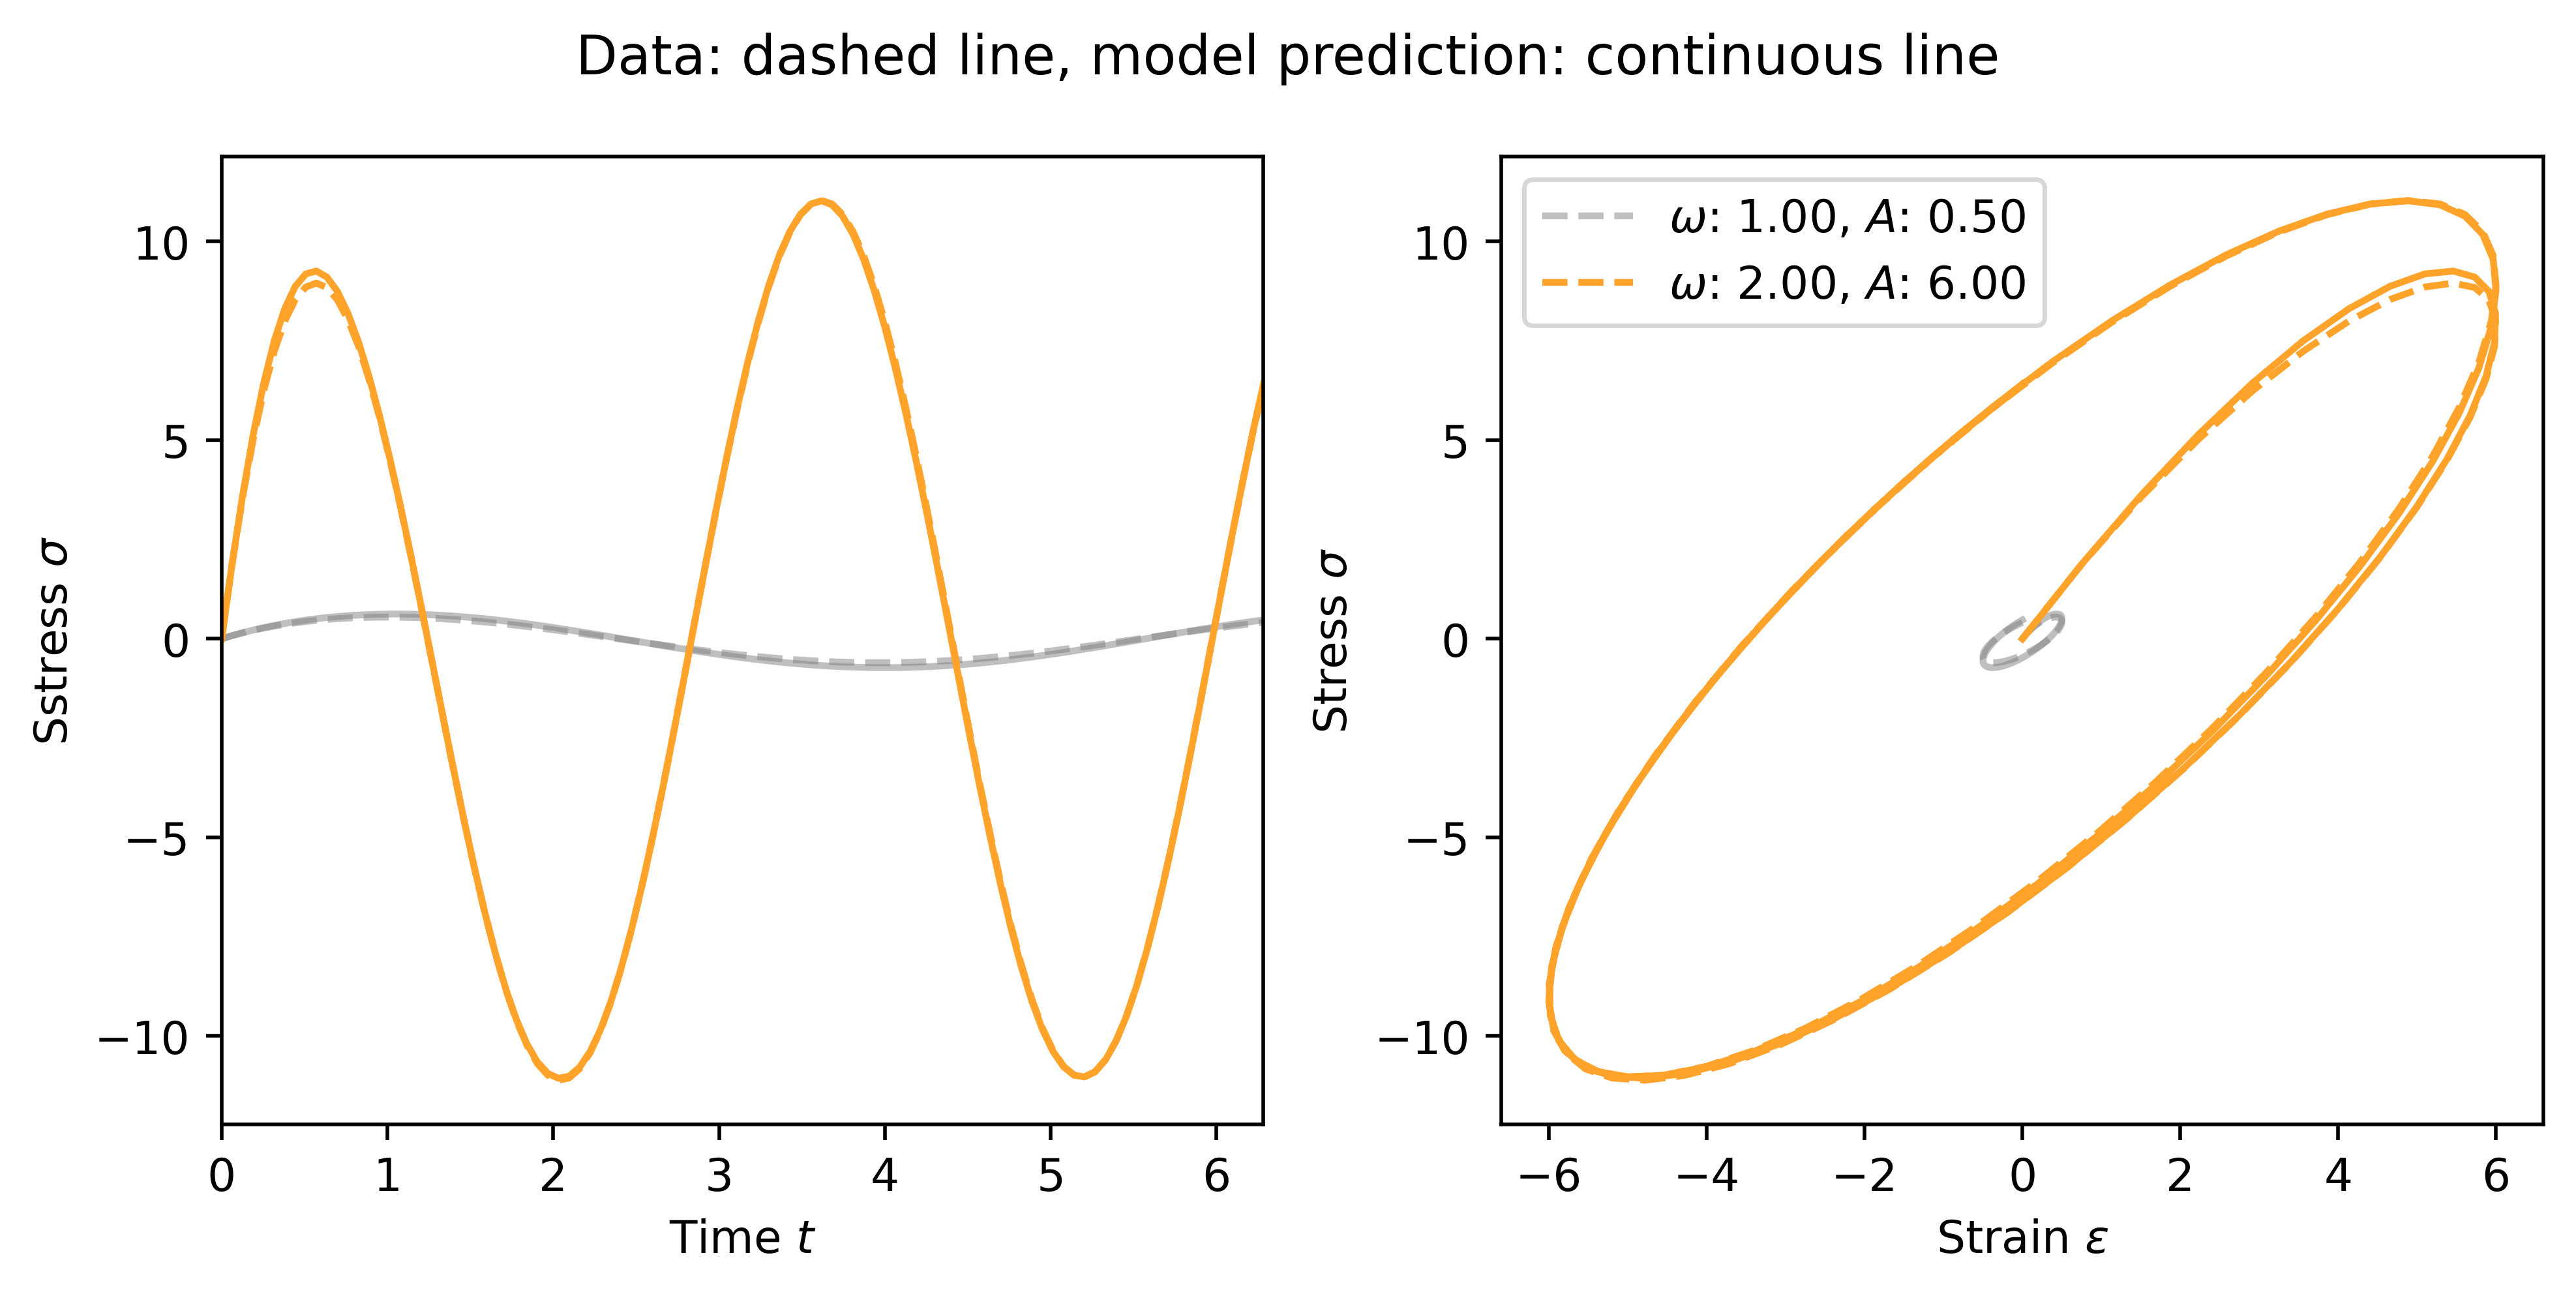 Data: dashed line, model prediction: continuous line
Sstress σ
10
5
0
−5
−10
0 1 2 3 4 5 6
Time t
Stress σ
10
5
0
−5
−10
ω: 1.00, A: 0.50
ω: 2.00, A: 6.00
−6 −4 −2 0 2 4 6
Strain ε